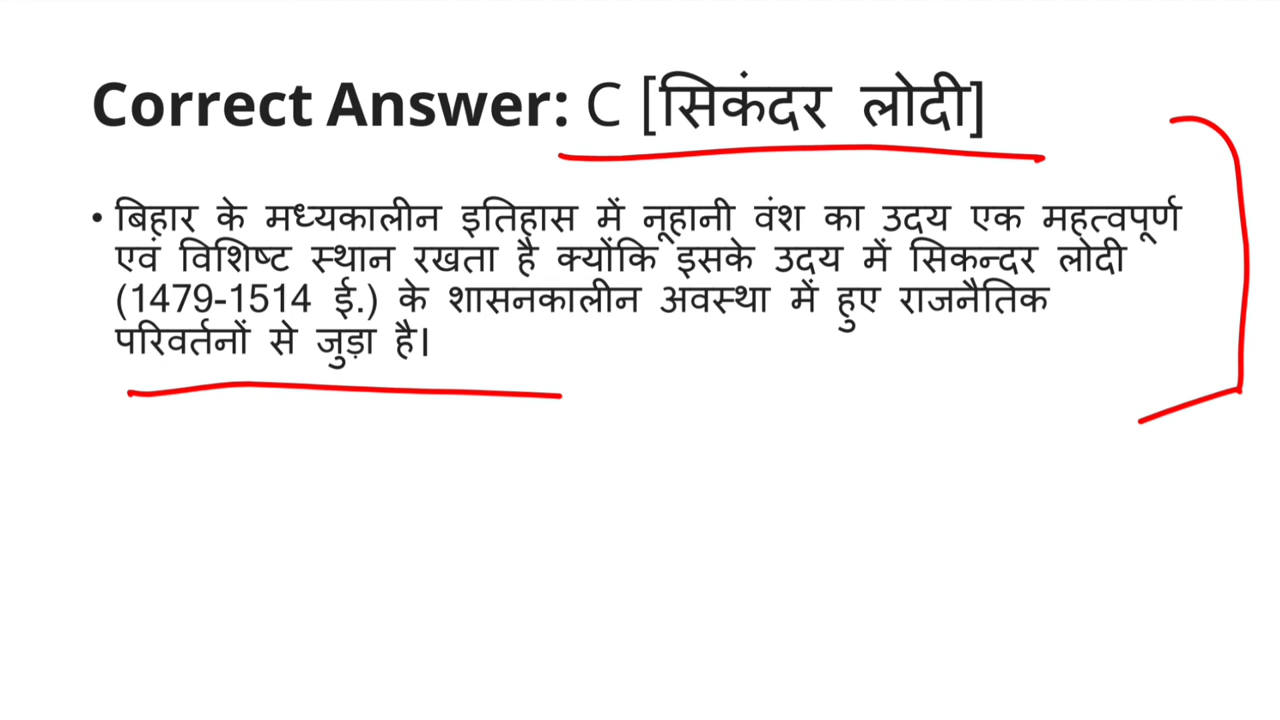 Correct Answer: C [सिकंदर लोदी]
• बिहार के मध्यकालीन इतिहास में नूहानी वंश का उदय एक महत्वपूर्ण
एवं विशिष्ट स्थान रखता है क्योंकि इसके उदय में सिकन्दर लोदी
(1479-1514 ई.) के शासनकालीन अवस्था में हुए राजनैतिक
परिवर्तनों से जुड़ा है।